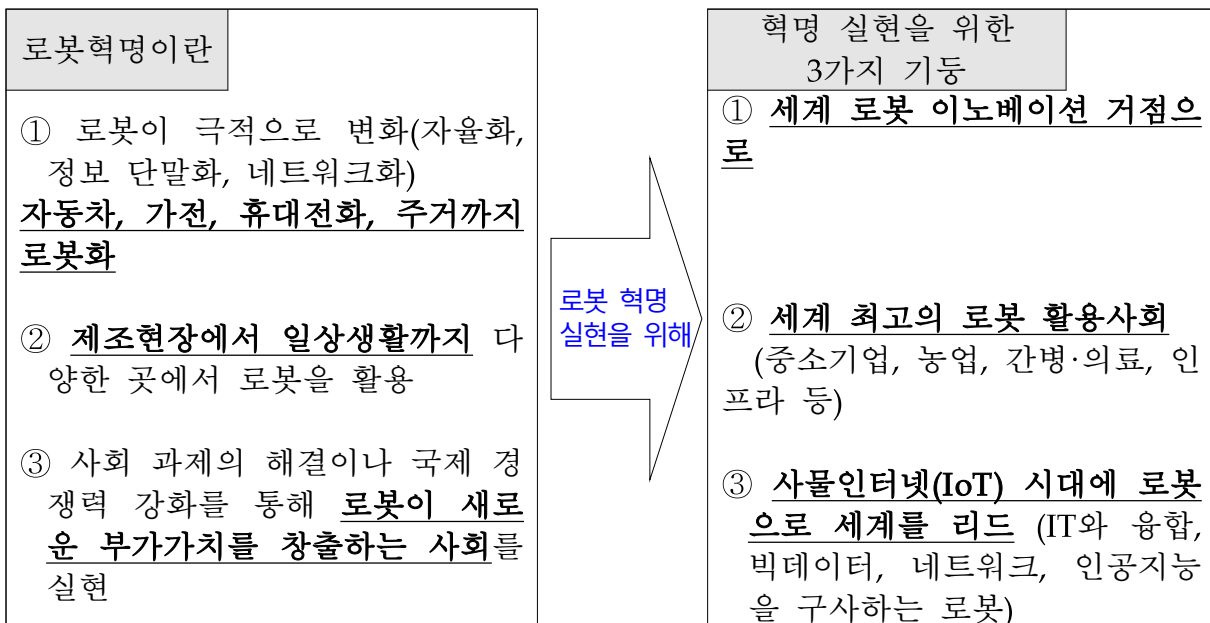 로봇혁명이란
① 로봇이 극적으로 변화(자율화,
정보 단말화, 네트워크화)
자동차, 가전, 휴대전화, 주거까지
로봇화
② 제조현장에서 일상생활까지 다
양한 곳에서 로봇을 활용
③ 사회 과제의 해결이나 국제 경
쟁력 강화를 통해 로봇이 새로
운 부가가치를 창출하는 사회를
실현
로봇 혁명
실현을 위해
혁명 실현을 위한
3가지 기둥
① 세계 로봇 이노베이션 거점으
로
② 세계 최고의 로봇 활용사회
(중소기업, 농업, 간병·의료, 인
프라 등)
③ 사물인터넷(IoT) 시대에 로봇
으로 세계를 리드 (IT와 융합,
빅데이터, 네트워크, 인공지능
을 구사하는 로봇)